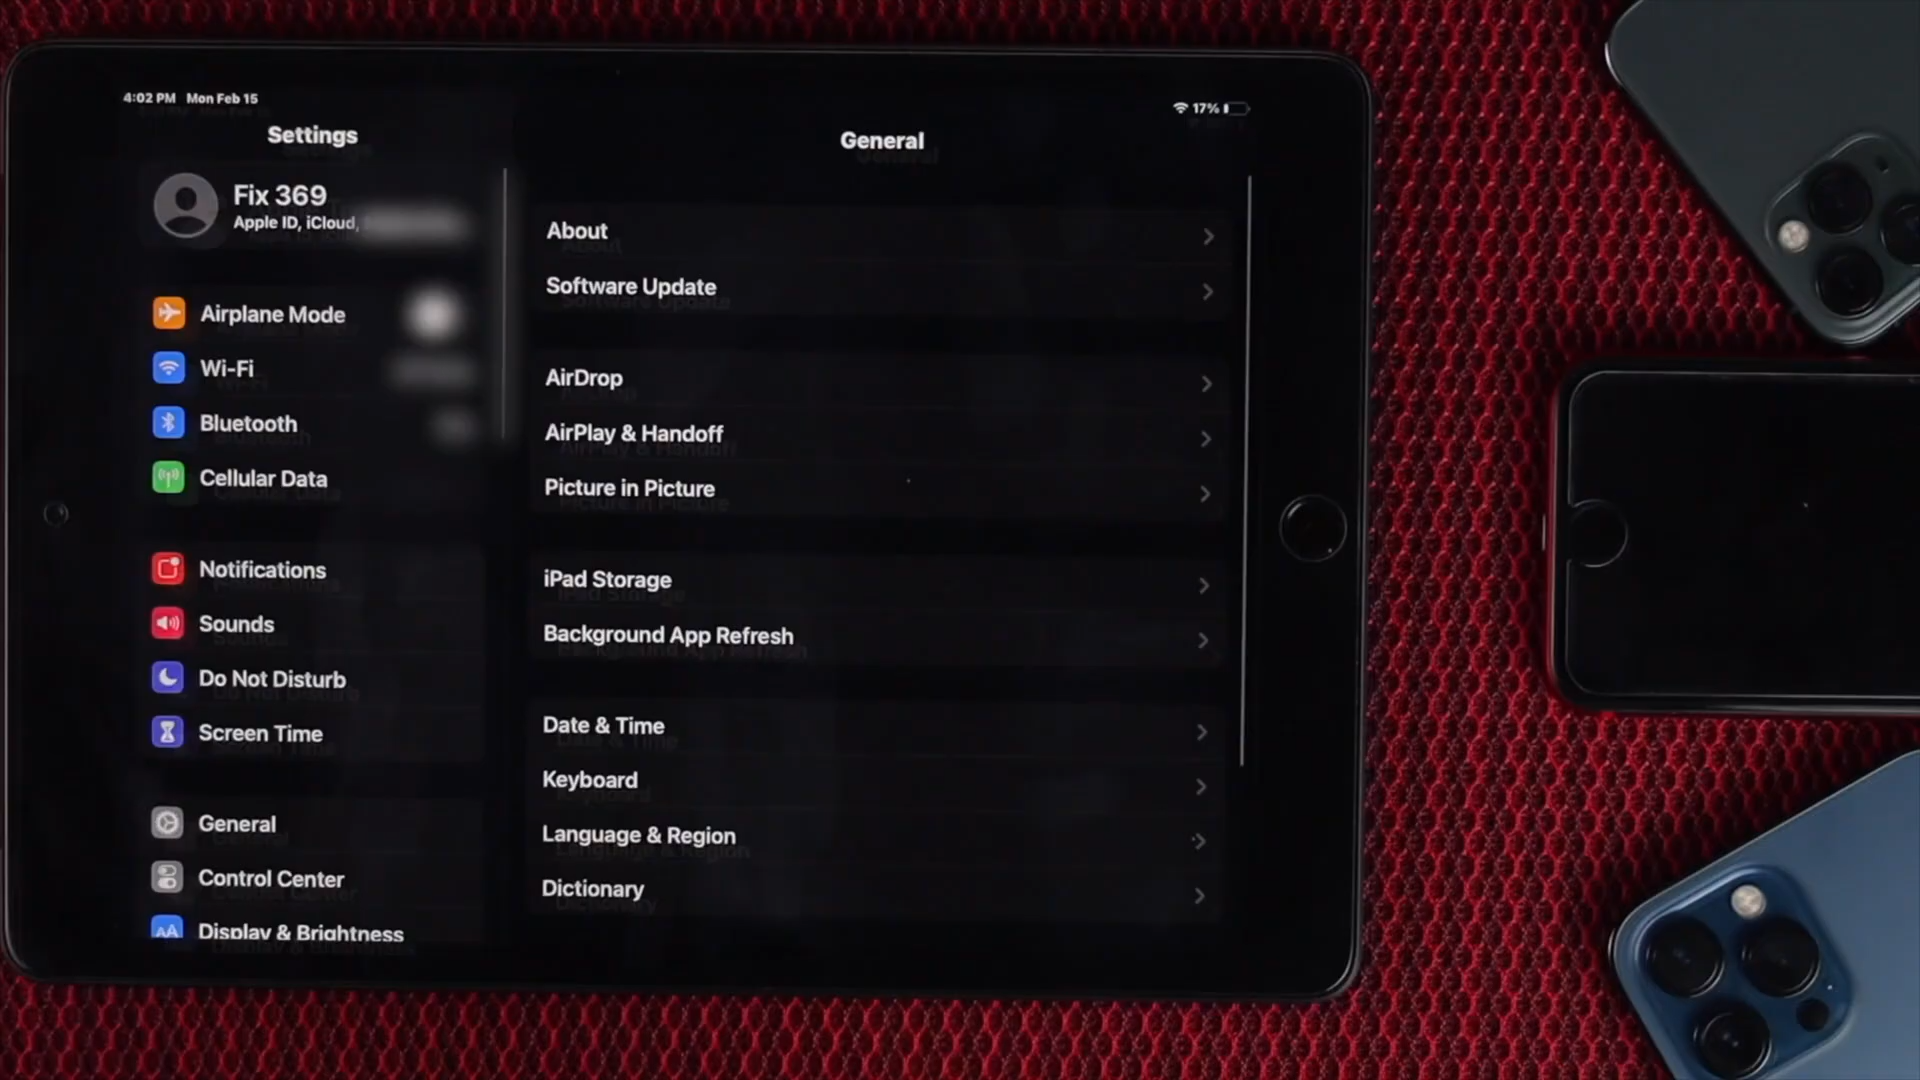 4:02 PM Mon Feb 15
17%
Settings
General
Fix 369
Apple ID, iCloud,
Airplane Mode
Wi-Fi
Bluetooth
Cellular Data
Notifications
Sounds
Do Not Disturb
Screen Time
General
Control Center
AA Display & Brightness
About
Software Update
AirDrop
AirPlay & Handoff
Picture in Picture
iPad Storage
Background App Refresh
Date & Time
Keyboard
Language & Region
Dictionary